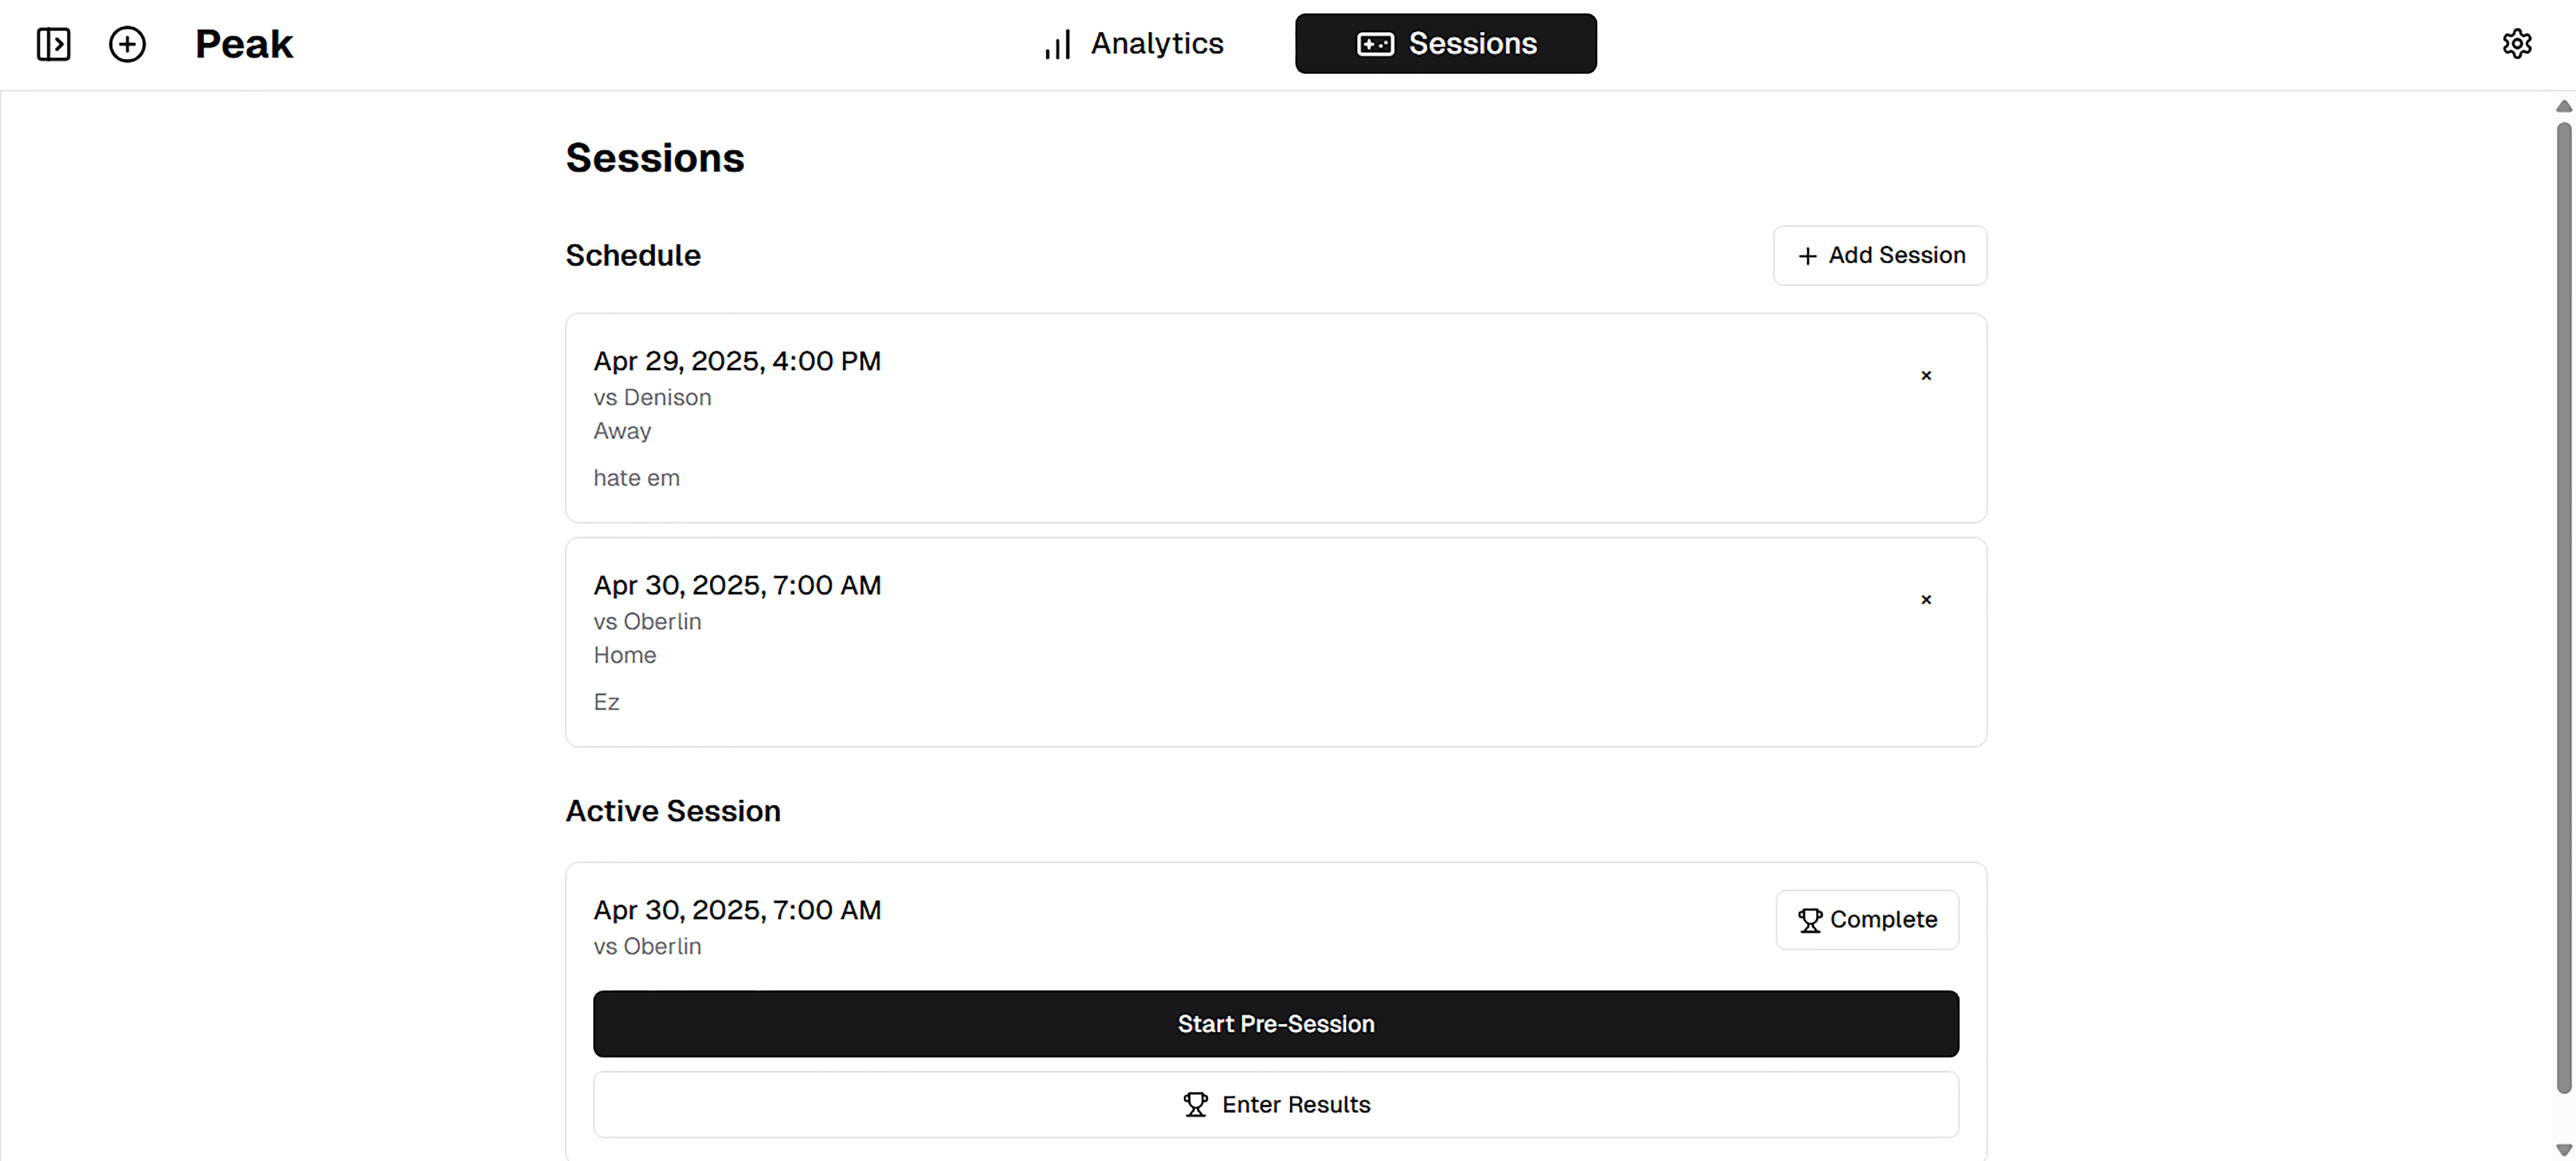 Peak
Analytics
Sessions
Sessions
Schedule
Add Session
Apr 29, 2025, 4:00 PM
vs Denison
Away
hate em
Apr 30, 2025, 7:00 AM
vs Oberlin
Home
Ez
Active Session
Apr 30, 2025, 7:00 AM
vs Oberlin
Complete
Start Pre-Session
Enter Results